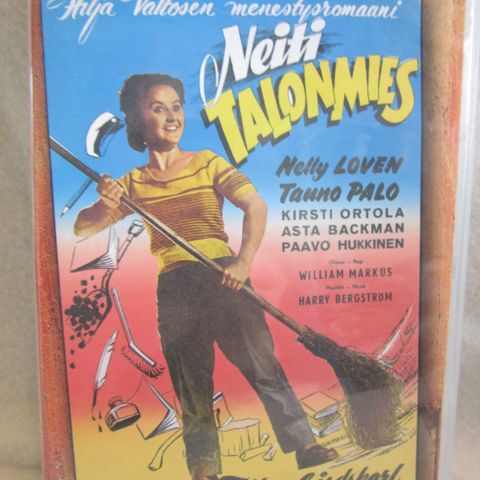 Hilja Valtosen menestysromaani
Neiti
TALONMIES
Nelly LOVEN
Tauno PALO
KIRSTI ORTOLA
ASTA BACKMAN
PAAVO HUKKINEN
Ohjaus - Regi
WILLIAM MARKUS
Musiikki - Musik
HARRY BERGSTRÖM